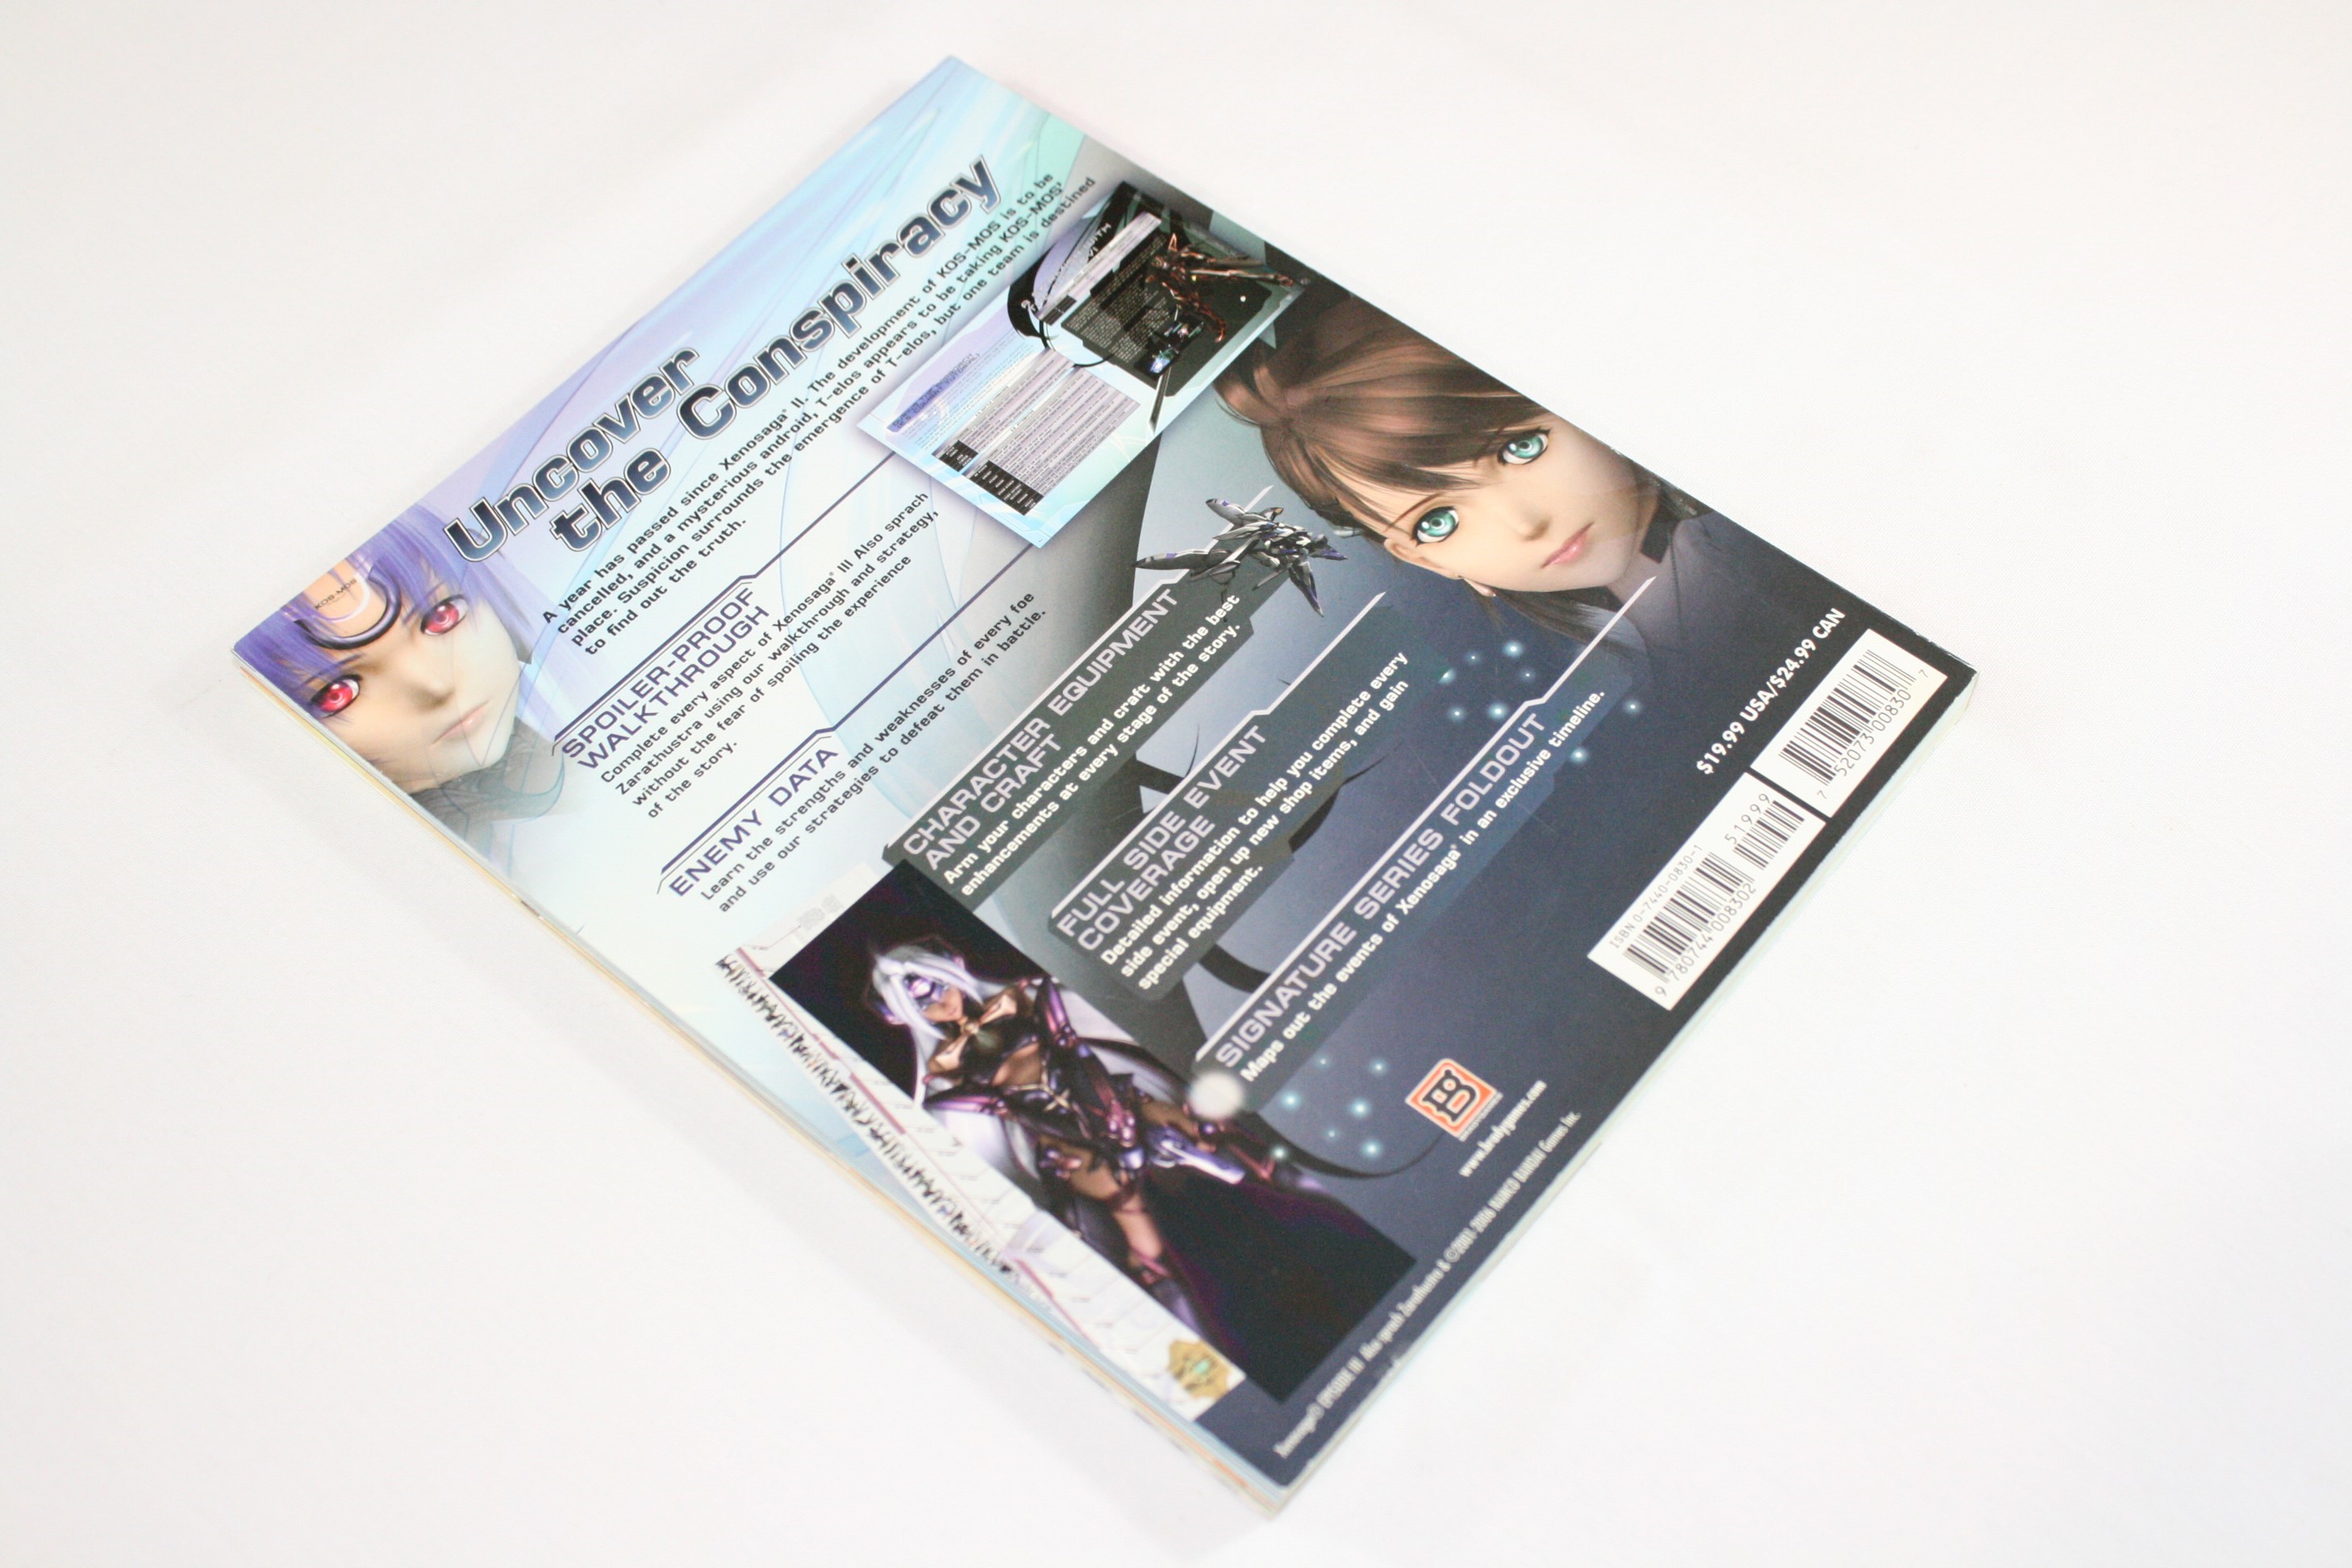 Uncover
the Conspiracy
A year has passed since Xenosaga® II. The development of KOS-MOS is to be
cancelled, and a mysterious android, T-elos appears to be taking KOS-MOS'
place. Suspicion surrounds the emergence of T-elos, but one team is destined
to find out the truth.
KOS-MOS
SPOILER-PROOF
WALKTHROUGH
Complete every aspect of Xenosaga® III Also sprach
Zarathustra using our walkthrough and strategy,
without the fear of spoiling the experience
of the story.
ENEMY DATA
Learn the strengths and weaknesses of every foe
and use our strategies to defeat them in battle.
CHARACTER EQUIPMENT
AND CRAFT
Arm your characters and craft with the best
enhancements at every stage of the story.
FULL SIDE EVENT
COVERAGE
Detailed information to help you complete every
side event, open up new shop items, and gain
special equipment.
SIGNATURE SERIES FOLDOUT
Maps out the events of Xenosaga® in an exclusive timeline.
$19.99 USA/$24.99 CAN
7 52073 00830 7
ISBN 0-7440-0830-1
51999
9 780744 008302
B
www.bradygames.com
Xenosaga® EPISODE III Also sprach Zarathustra & ©2001-2006 NAMCO BANDAI Games Inc.